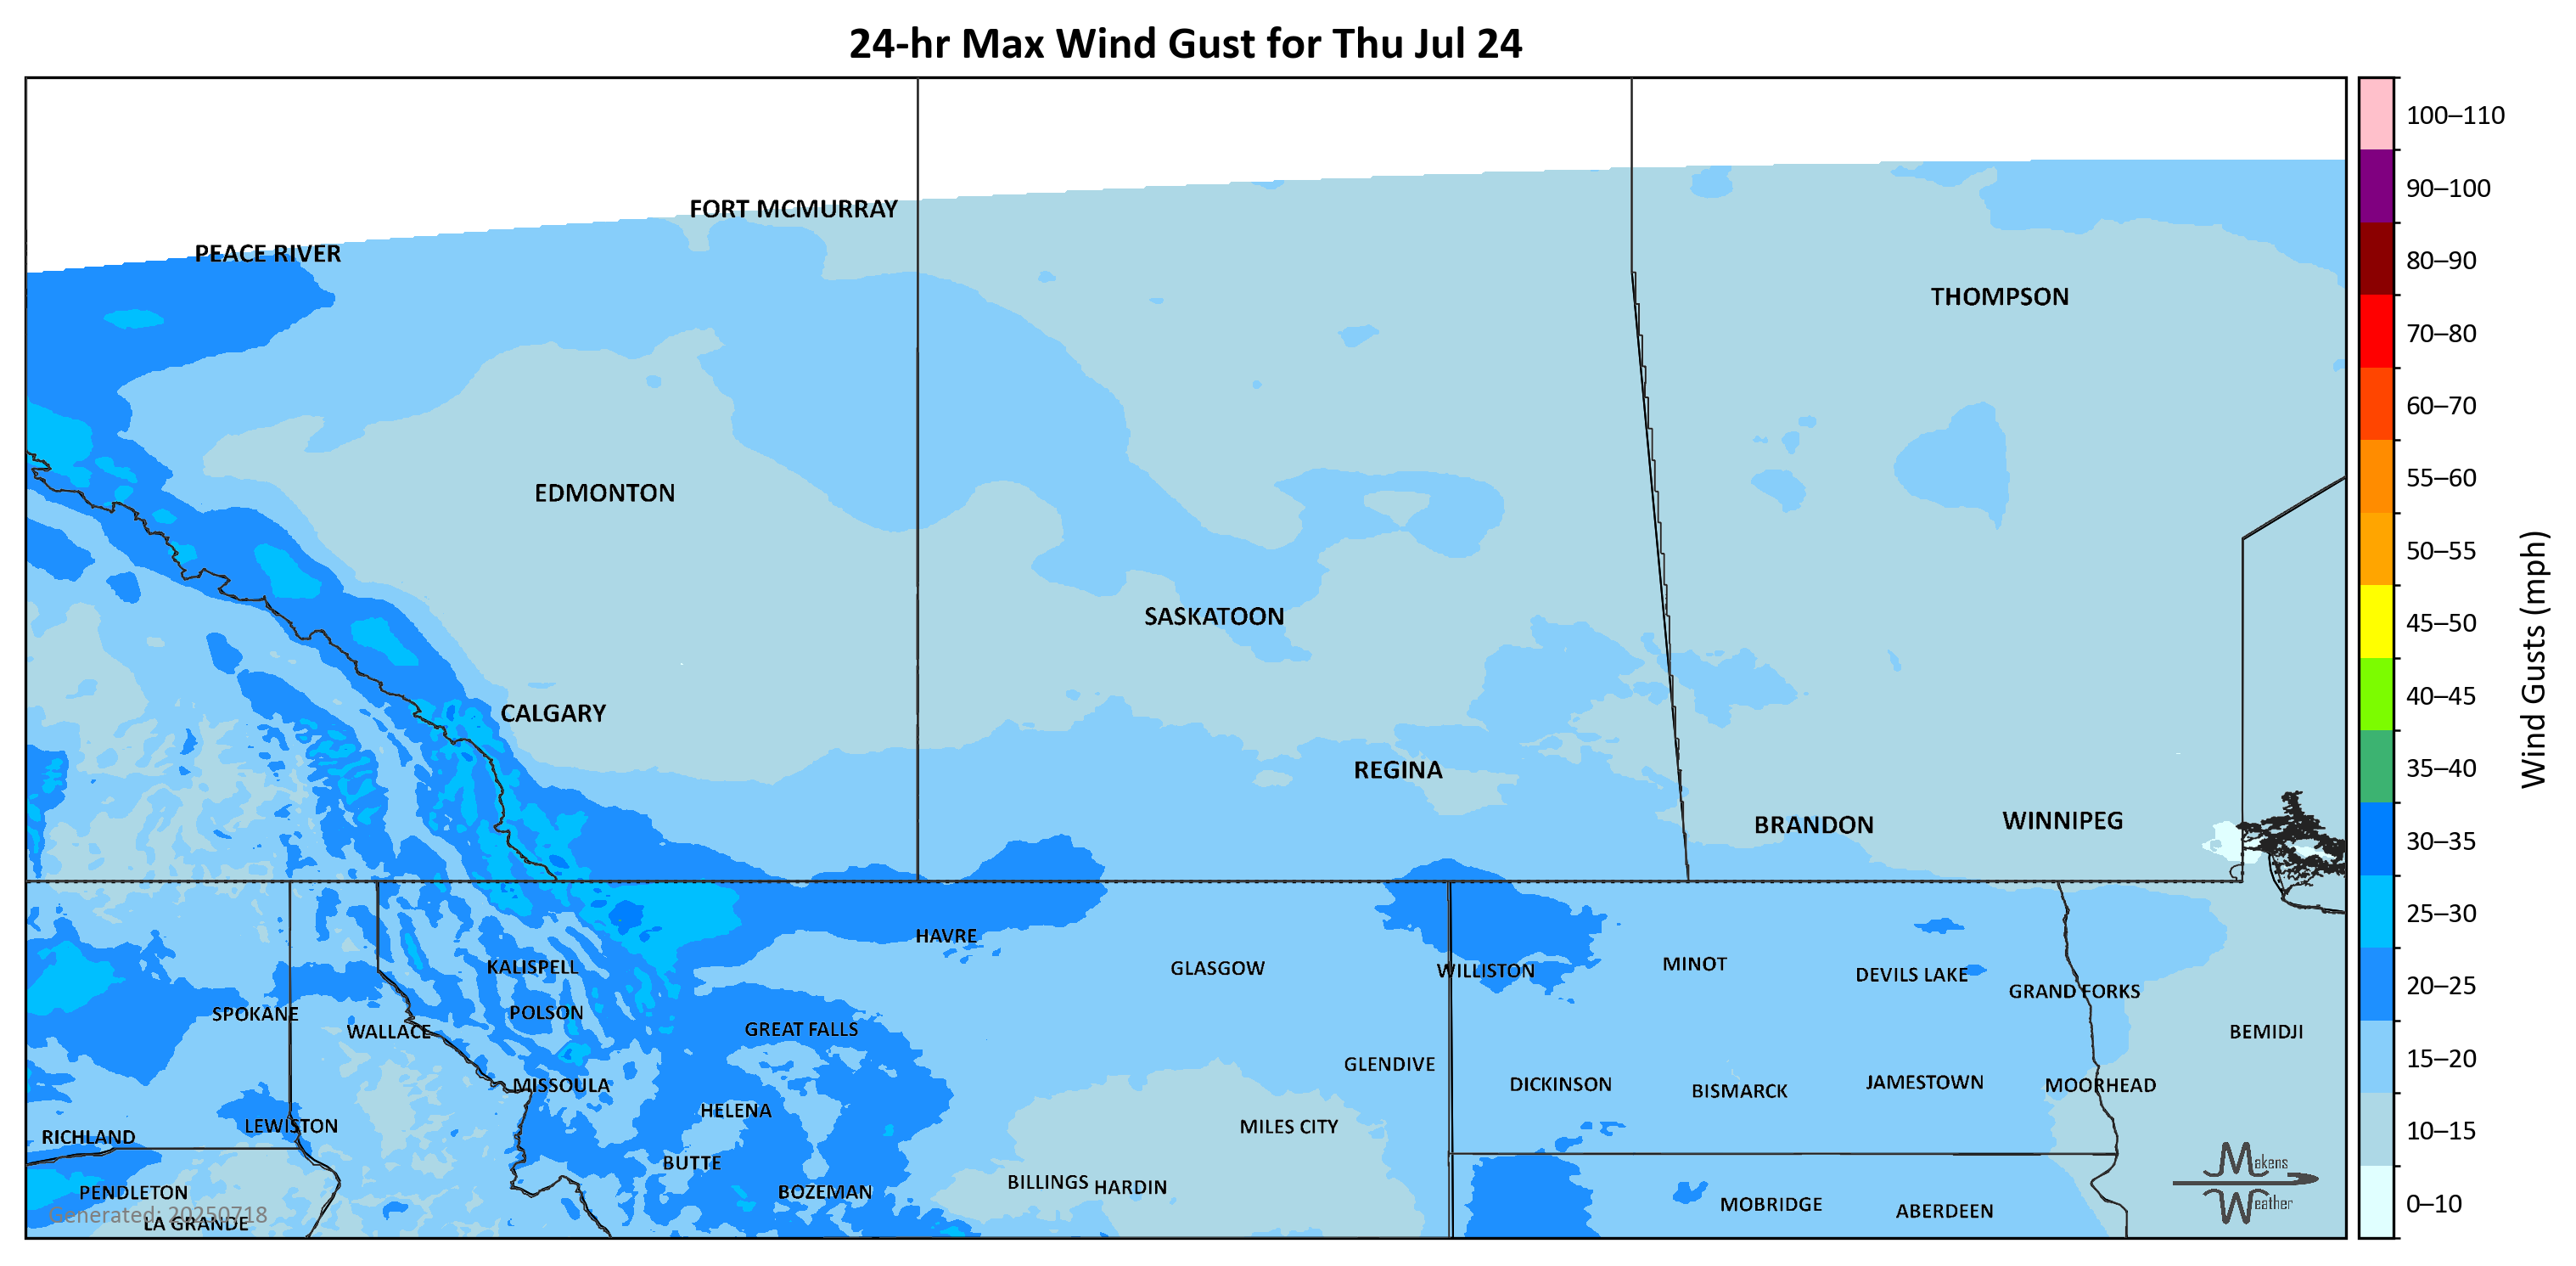 24-hr Max Wind Gust for Thu Jul 24
100–110
90–100
80–90
70–80
60–70
55–60
50–55
45–50
40–45
35–40
30–35
25–30
20–25
15–20
10–15
0–10
Wind Gusts (mph)
FORT MCMURRAY
PEACE RIVER
THOMPSON
EDMONTON
SASKATOON
CALGARY
REGINA
BRANDON
WINNIPEG
HAVRE
KALISPELL
GLASGOW
WILLISTON
MINOT
DEVILS LAKE
GRAND FORKS
SPOKANE
POLSON
WALLACE
GREAT FALLS
BEMIDJI
GLENDIVE
MISSOULA
DICKINSON
BISMARCK
JAMESTOWN
MOORHEAD
HELENA
LEWISTON
MILES CITY
RICHLAND
BUTTE
BILLINGS
HARDIN
PENDLETON
BOZEMAN
MOBRIDGE
ABERDEEN
Generated: 20250718
LA GRANDE
Makens
Weather